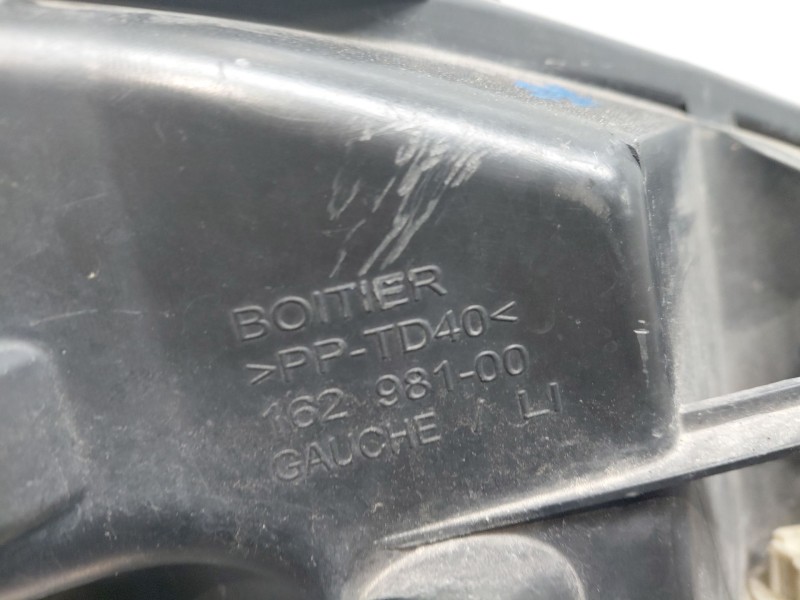 BOITIER
>PP-TD40<
162 981-00
GAUCHE / LI